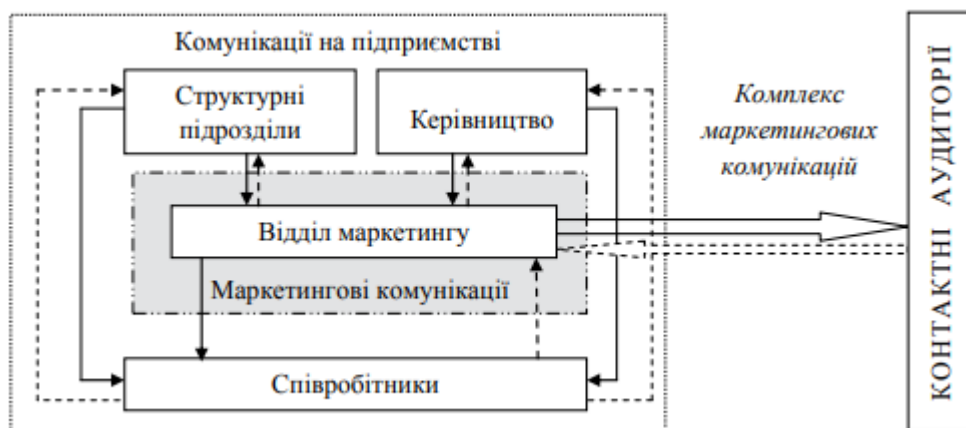 Комунікації на підприємстві
Структурні
підрозділи
Керівництво
Комплекс
маркетингових
комунікацій
Відділ маркетингу
Маркетингові комунікації
Співробітники
КОНТАКТНІ АУДИТОРІЇ